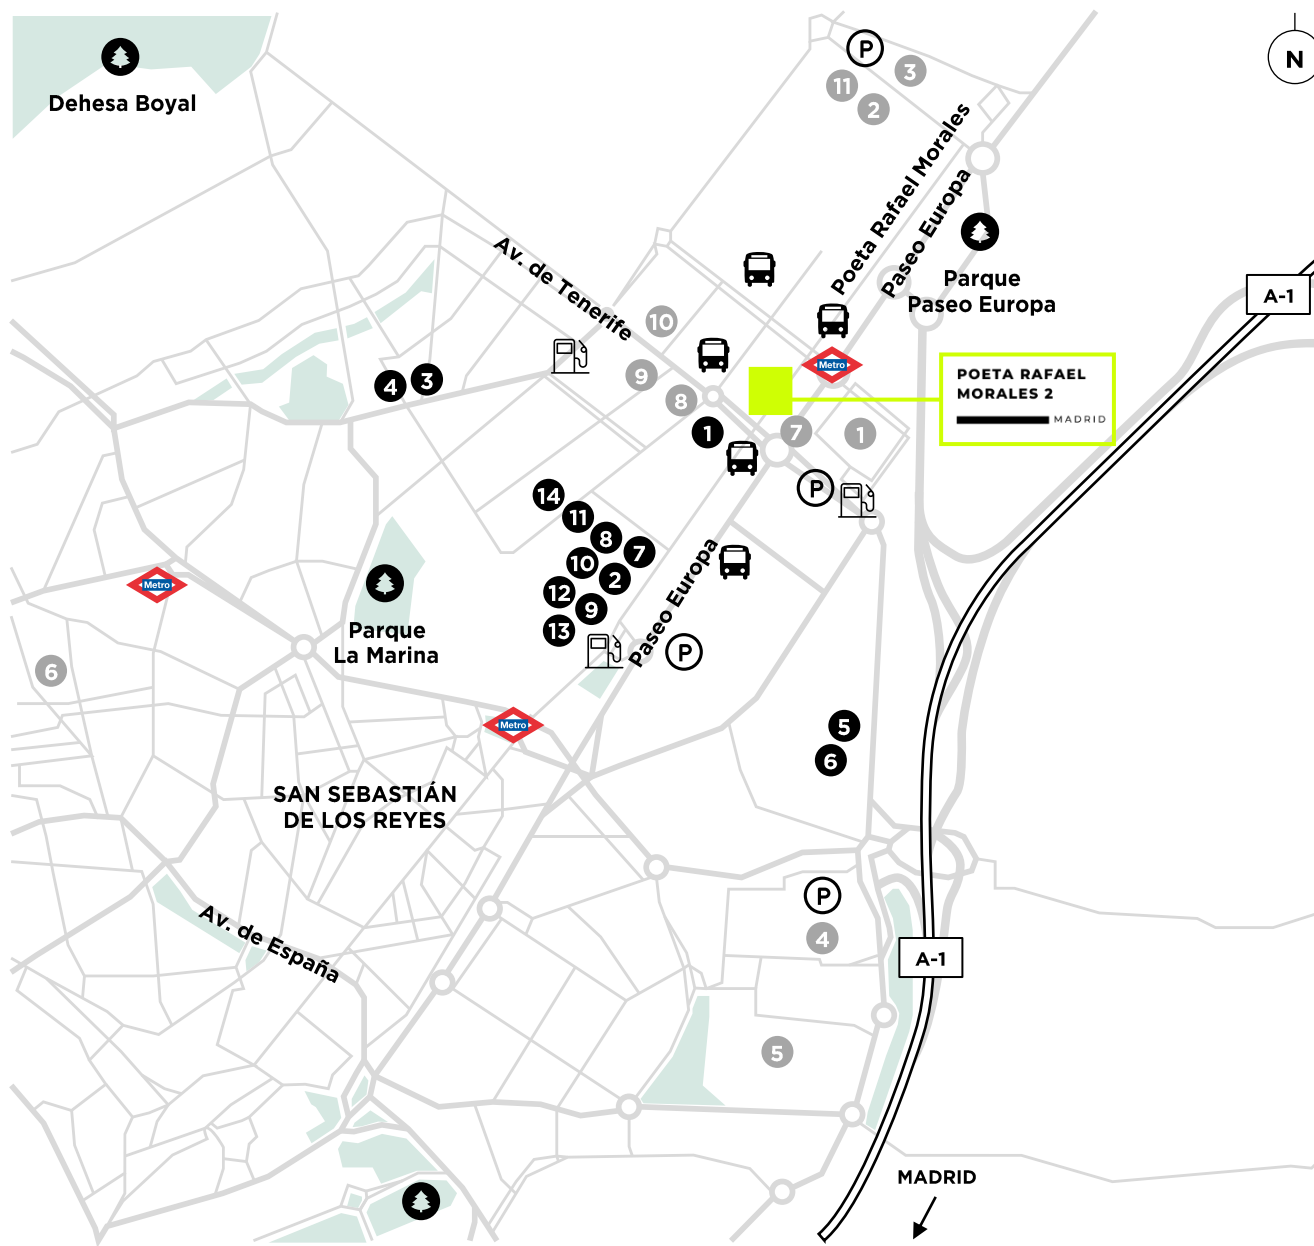 P
N
11
3
2
Dehesa Boyal
Poeta Rafael Morales
Paseo Europa
Av. de Tenerife
Parque
Paseo Europa
A-1
10
Metro
9
8
4
3
POETA RAFAEL
MORALES 2
MADRID
1
7
1
P
14
11
8
7
10
2
12
9
13
Paseo Europa
P
Metro
Parque
La Marina
6
Metro
5
6
SAN SEBASTIÁN
DE LOS REYES
P
4
Av. de España
A-1
5
MADRID